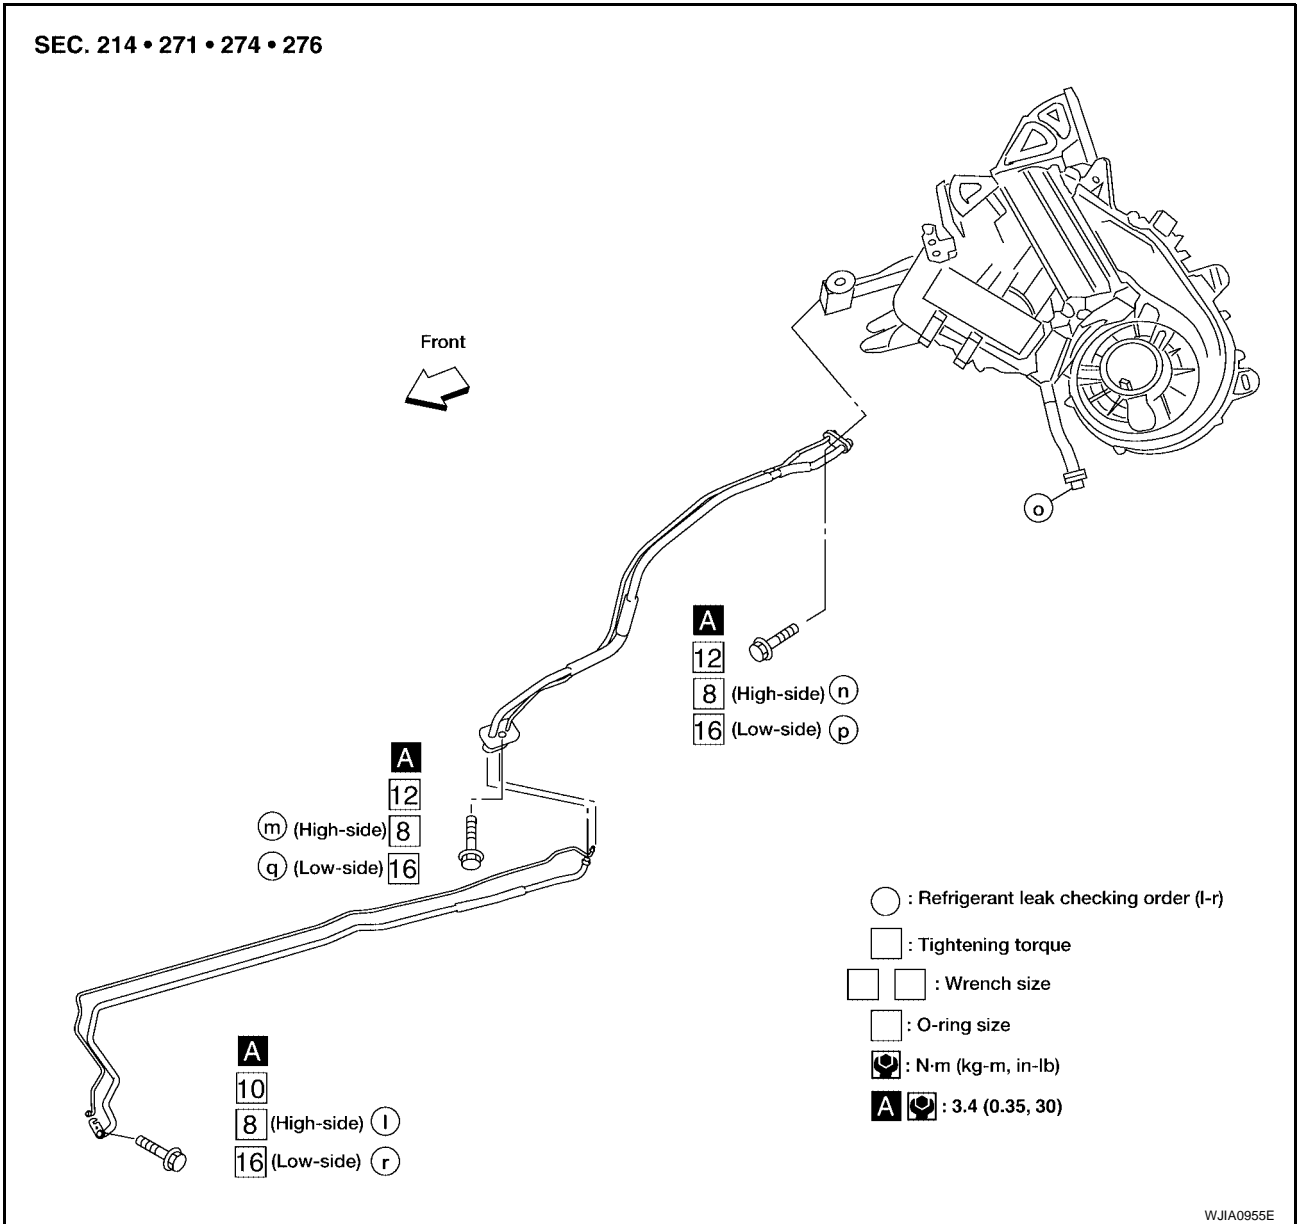 SEC. 214 • 271 • 274 • 276
Front
o
A
12
8 (High-side) n
16 (Low-side) p
A
12
m (High-side) 8
q (Low-side) 16
A
10
8 (High-side) l
16 (Low-side) r
: Refrigerant leak checking order (l-r)
: Tightening torque
: Wrench size
: O-ring size
: N·m (kg-m, in-lb)
A : 3.4 (0.35, 30)
WJIA0955E